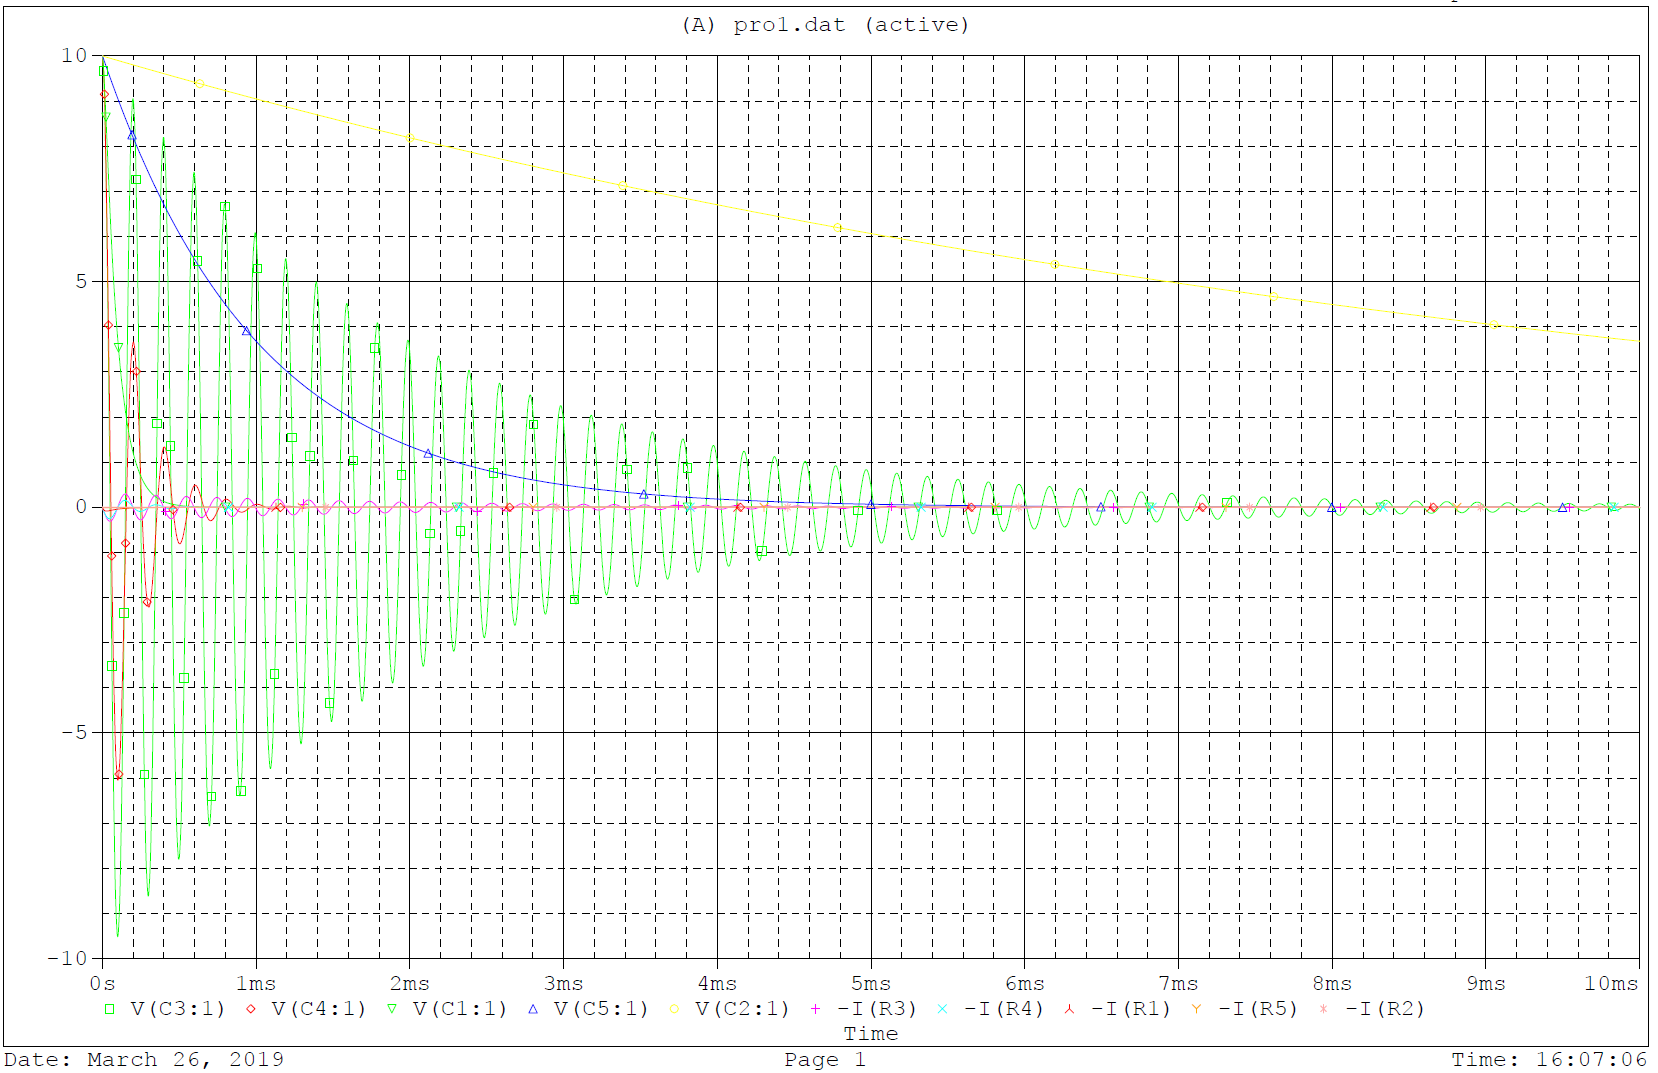 (A) pro1.dat (active)
10
5
0
-5
-10
0s 1ms 2ms 3ms 4ms 5ms 6ms 7ms 8ms 9ms 10ms
V(C3:1) V(C4:1) V(C1:1) V(C5:1) V(C2:1) -I(R3) -I(R4) -I(R1) -I(R5) -I(R2)
Time
Date: March 26, 2019 Page 1 Time: 16:07:06